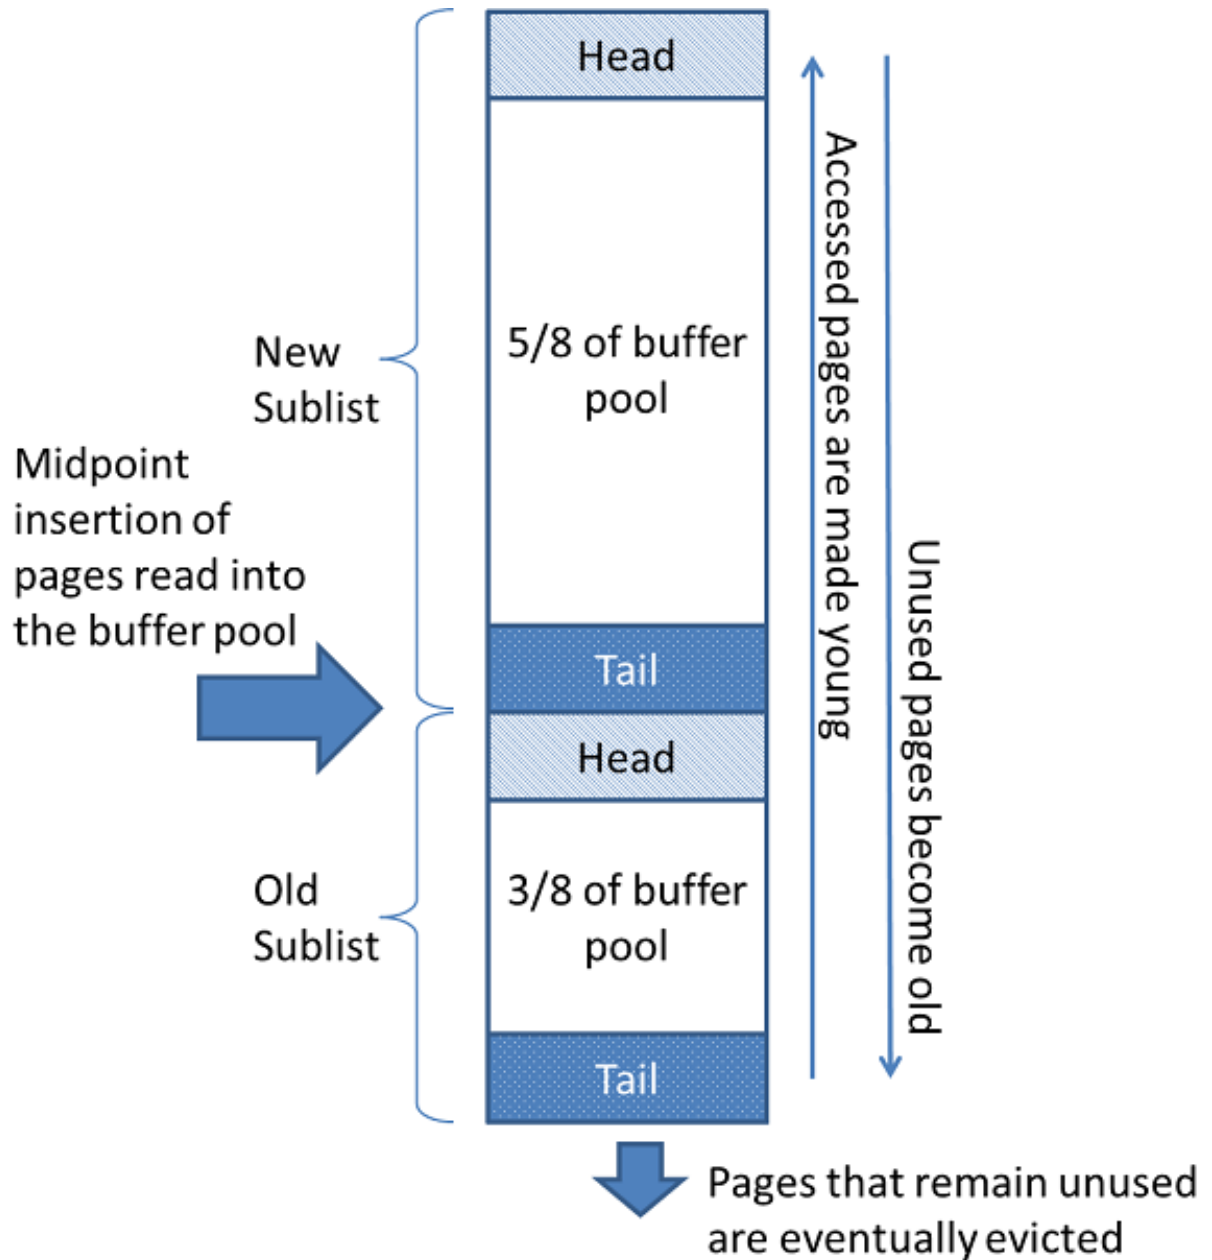 Head
5/8 of buffer
pool
New
Sublist
Midpoint
insertion of
pages read into
the buffer pool
Tail
Head
Old
Sublist
3/8 of buffer
pool
Tail
Accessed pages are made young
Unused pages become old
Pages that remain unused
are eventually evicted